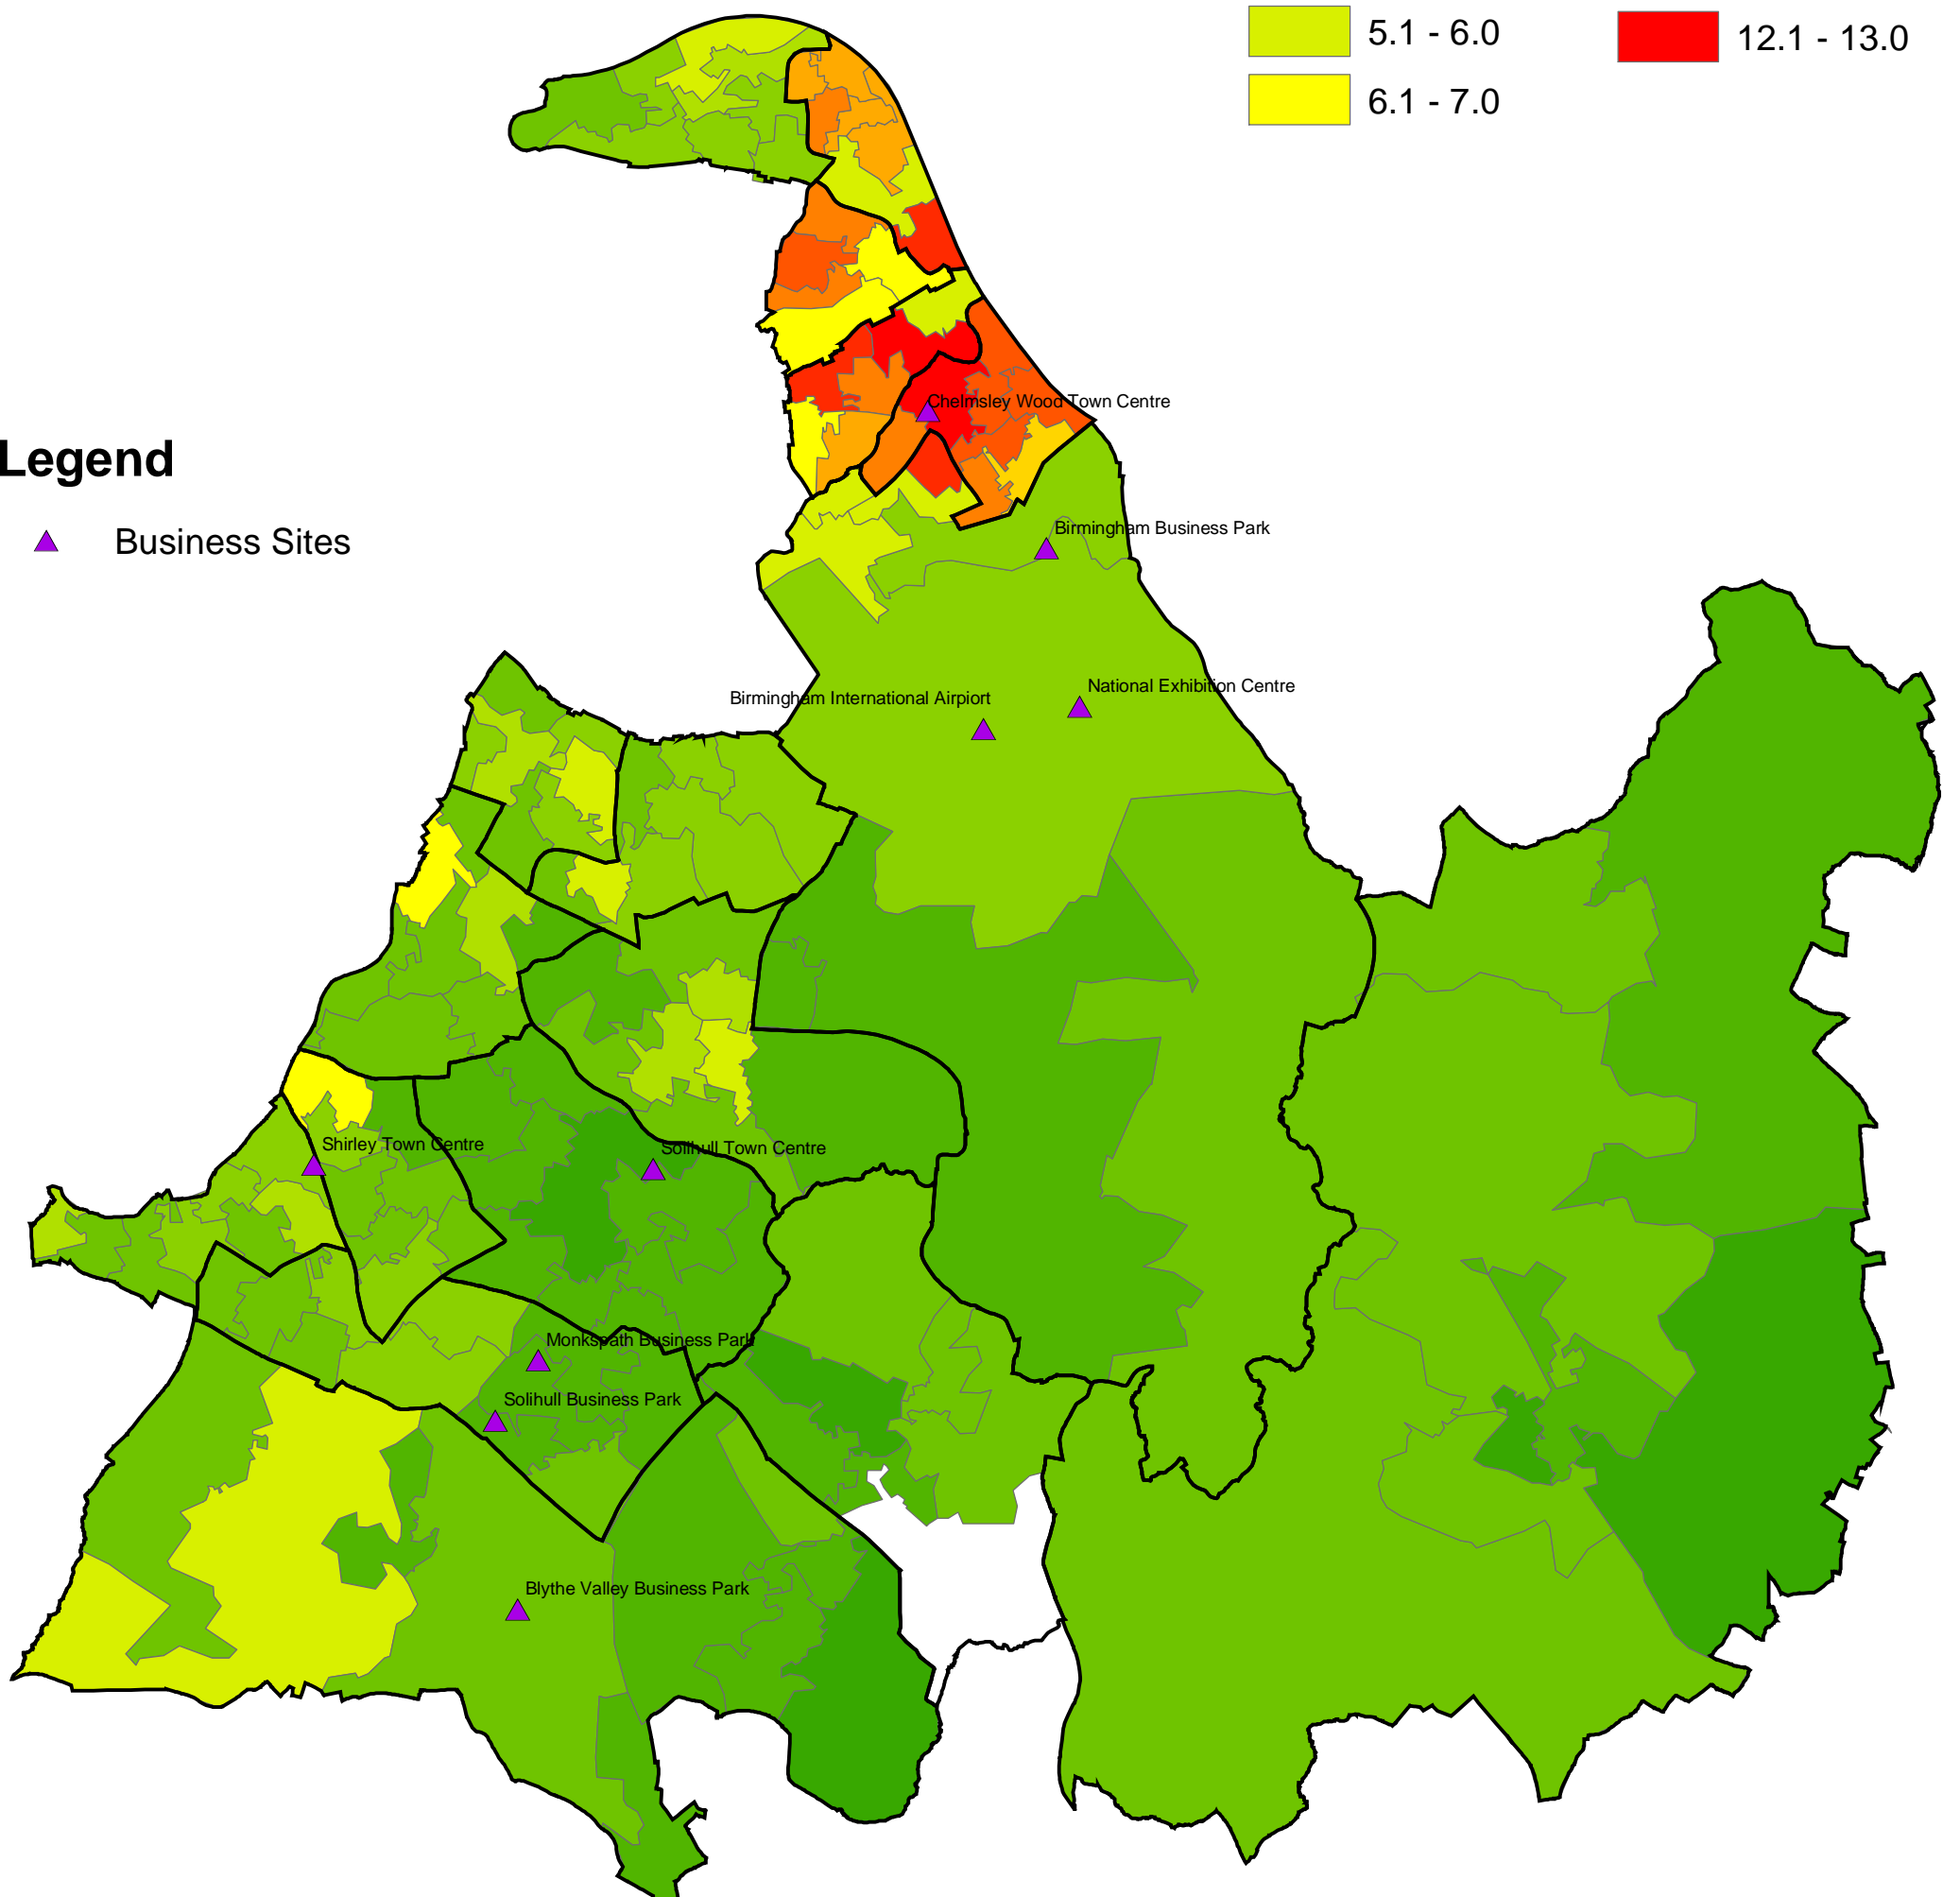 5.1 - 6.0
12.1 - 13.0
6.1 - 7.0
Chelmsley Wood Town Centre
Legend
Business Sites
Birmingham Business Park
National Exhibition Centre
Birmingham International Airpiort
Shirley Town Centre
Solihull Town Centre
Monkspath Business Park
Solihull Business Park
Blythe Valley Business Park